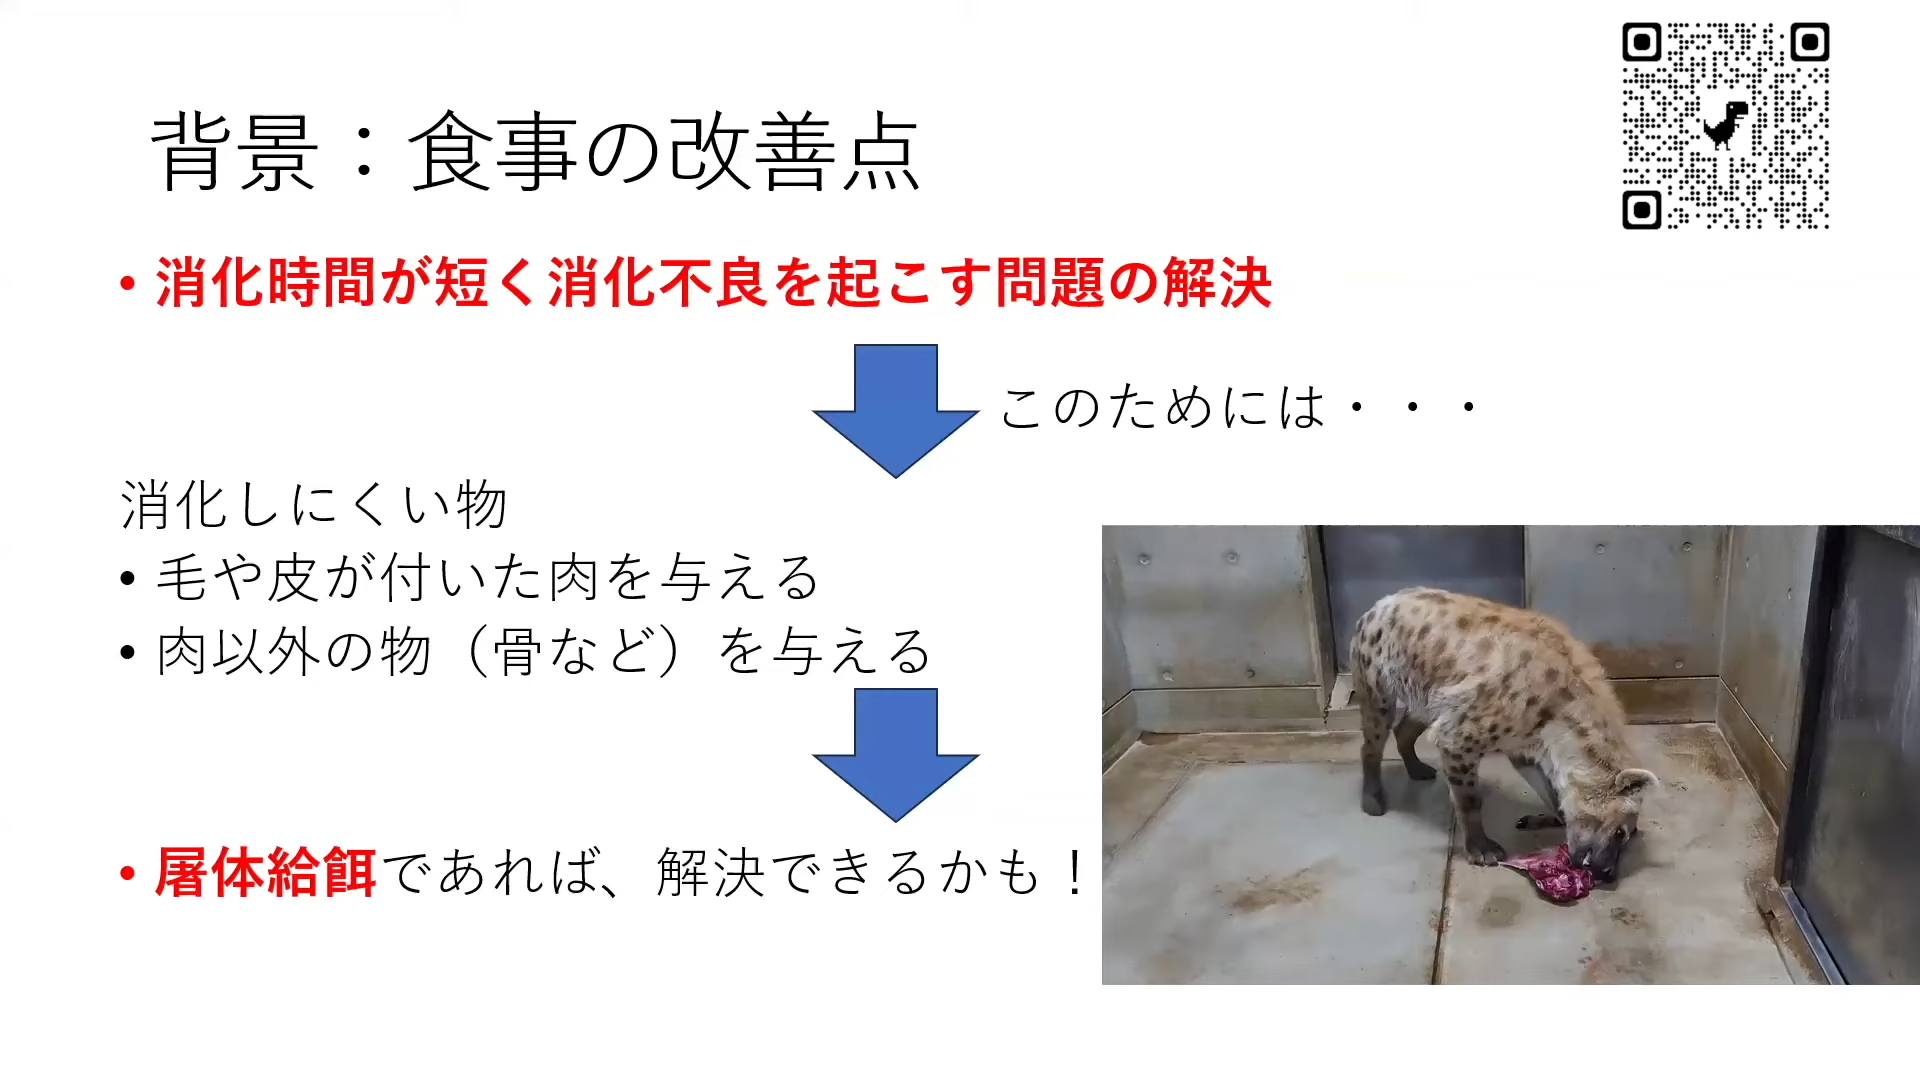 背景：食事の改善点
• 消化時間が短く消化不良を起こす問題の解決
このためには・・・
消化しにくい物
• 毛や皮が付いた肉を与える
• 肉以外の物（骨など）を与える
• 屠体給餌であれば、解決できるかも！